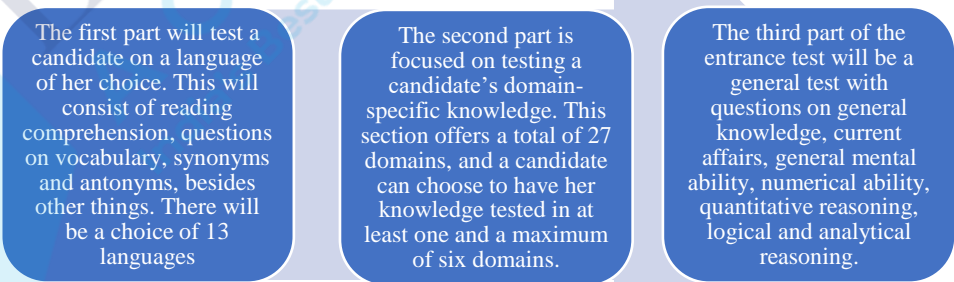 The first part will test a
candidate on a language
of her choice. This will
consist of reading
comprehension, questions
on vocabulary, synonyms
and antonyms, besides
other things. There will
be a choice of 13
languages
The second part is
focused on testing a
candidate’s domain-
specific knowledge. This
section offers a total of 27
domains, and a candidate
can choose to have her
knowledge tested in at
least one and a maximum
of six domains.
The third part of the
entrance test will be a
general test with
questions on general
knowledge, current
affairs, general mental
ability, numerical ability,
quantitative reasoning,
logical and analytical
reasoning.